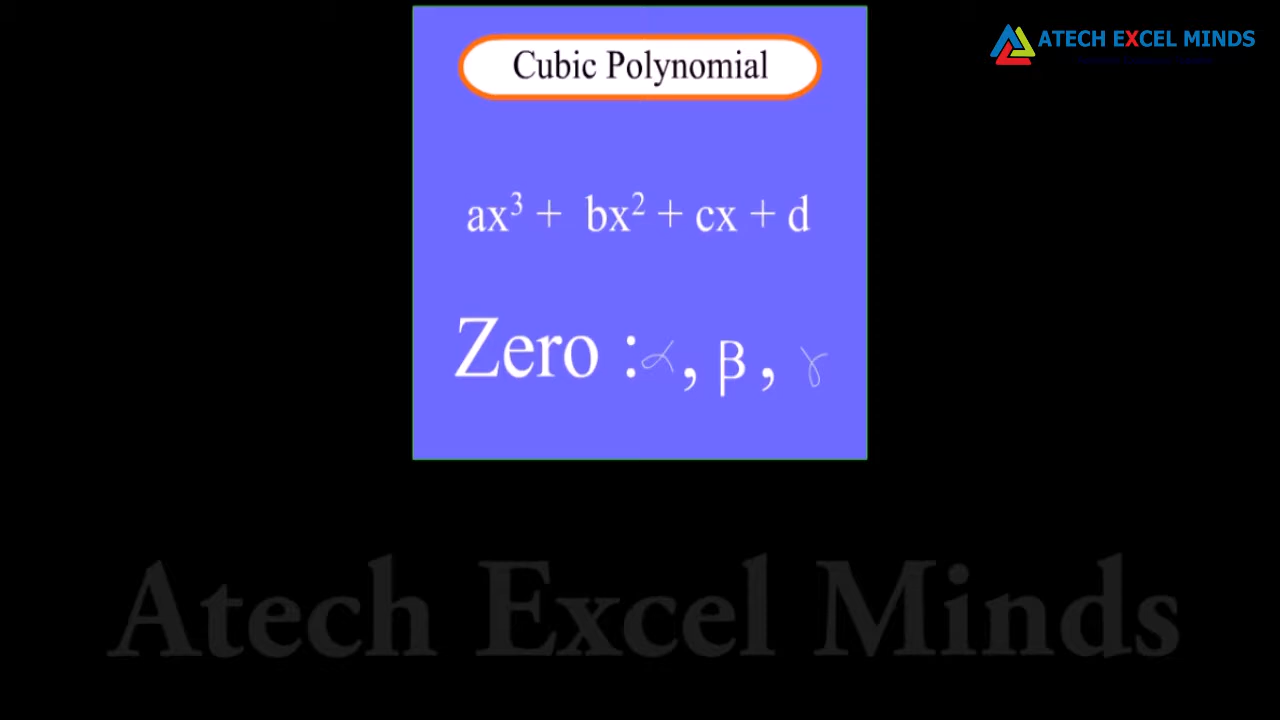 ATECH EXCEL MINDS
Cubic Polynomial
ax³ + bx² + cx + d
Zero : α, β, γ
Atech Excel Minds